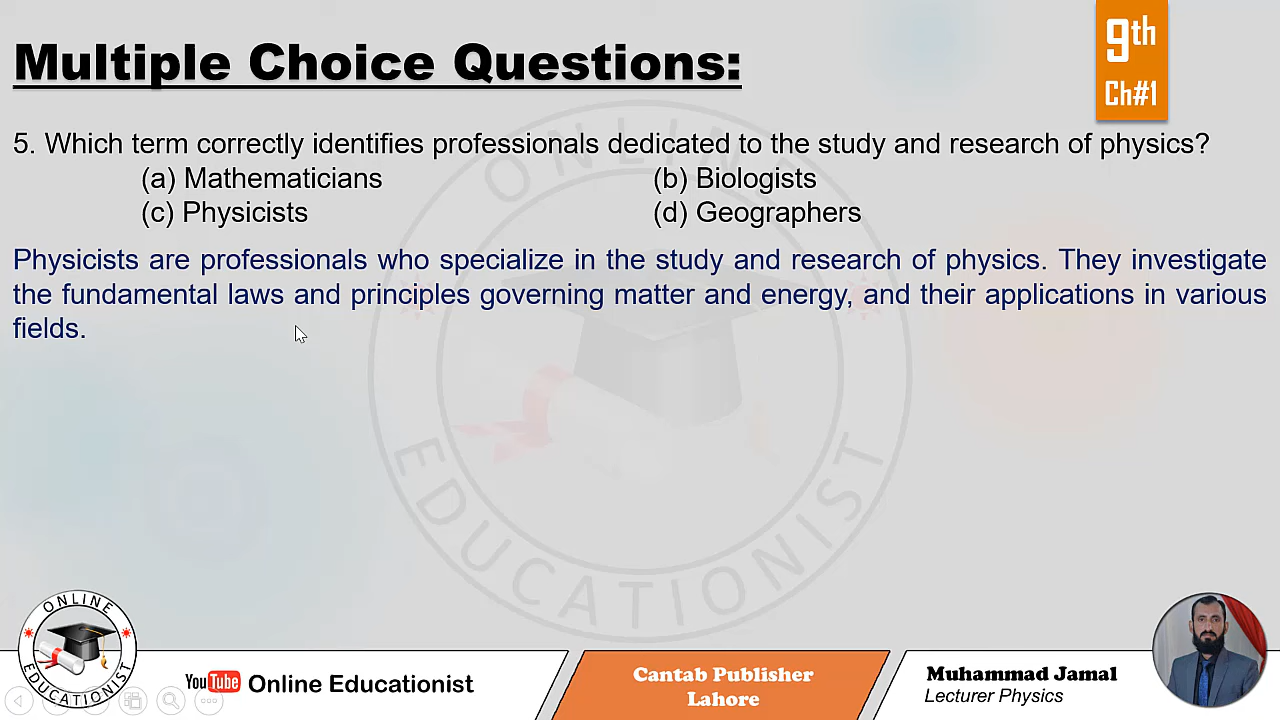 Multiple Choice Questions:
9th
Ch#1
5. Which term correctly identifies professionals dedicated to the study and research of physics?
(a) Mathematicians (b) Biologists
(c) Physicists (d) Geographers
Physicists are professionals who specialize in the study and research of physics. They investigate
the fundamental laws and principles governing matter and energy, and their applications in various
fields.
ONLINE
EDUCATIONIST
ONLINE
EDUCATIONIST
YouTube Online Educationist
Cantab Publisher
Lahore
Muhammad Jamal
Lecturer Physics